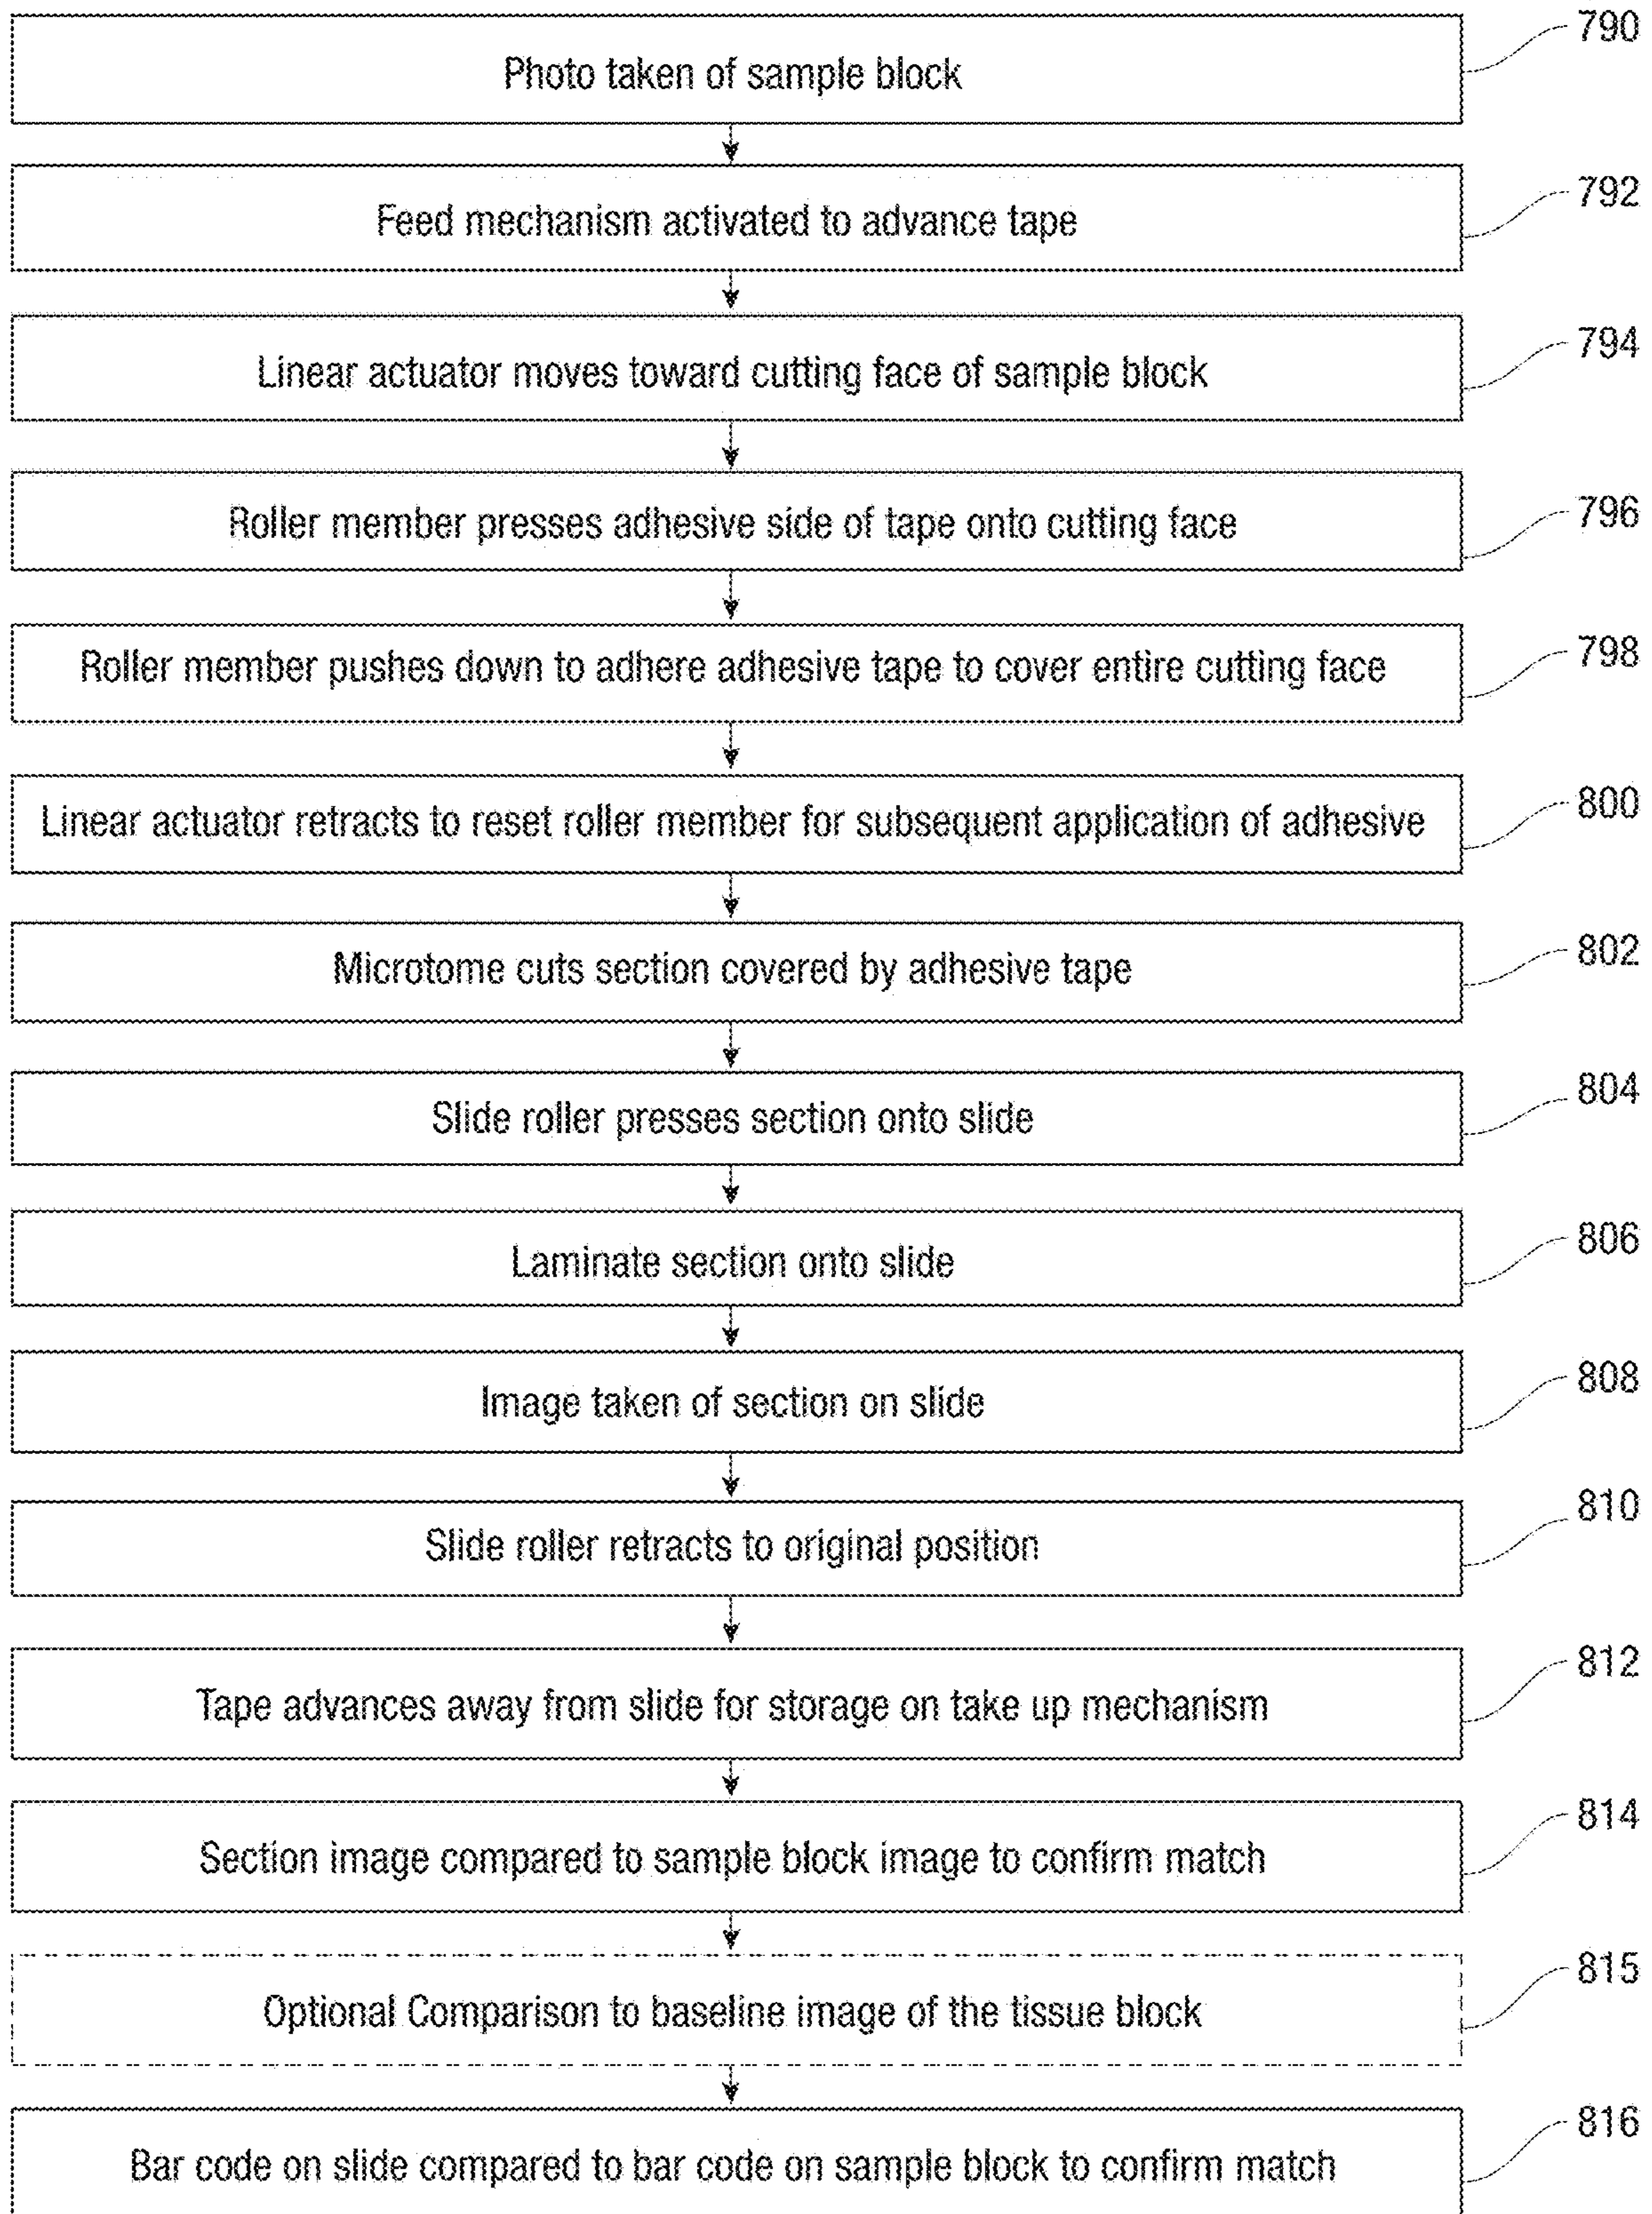 Photo taken of sample block
790
Feed mechanism activated to advance tape
792
Linear actuator moves toward cutting face of sample block
794
Roller member presses adhesive side of tape onto cutting face
796
Roller member pushes down to adhere adhesive tape to cover entire cutting face
798
Linear actuator retracts to reset roller member for subsequent application of adhesive
800
Microtome cuts section covered by adhesive tape
802
Slide roller presses section onto slide
804
Laminate section onto slide
806
Image taken of section on slide
808
Slide roller retracts to original position
810
Tape advances away from slide for storage on take up mechanism
812
Section image compared to sample block image to confirm match
814
Optional Comparison to baseline image of the tissue block
815
Bar code on slide compared to bar code on sample block to confirm match
816